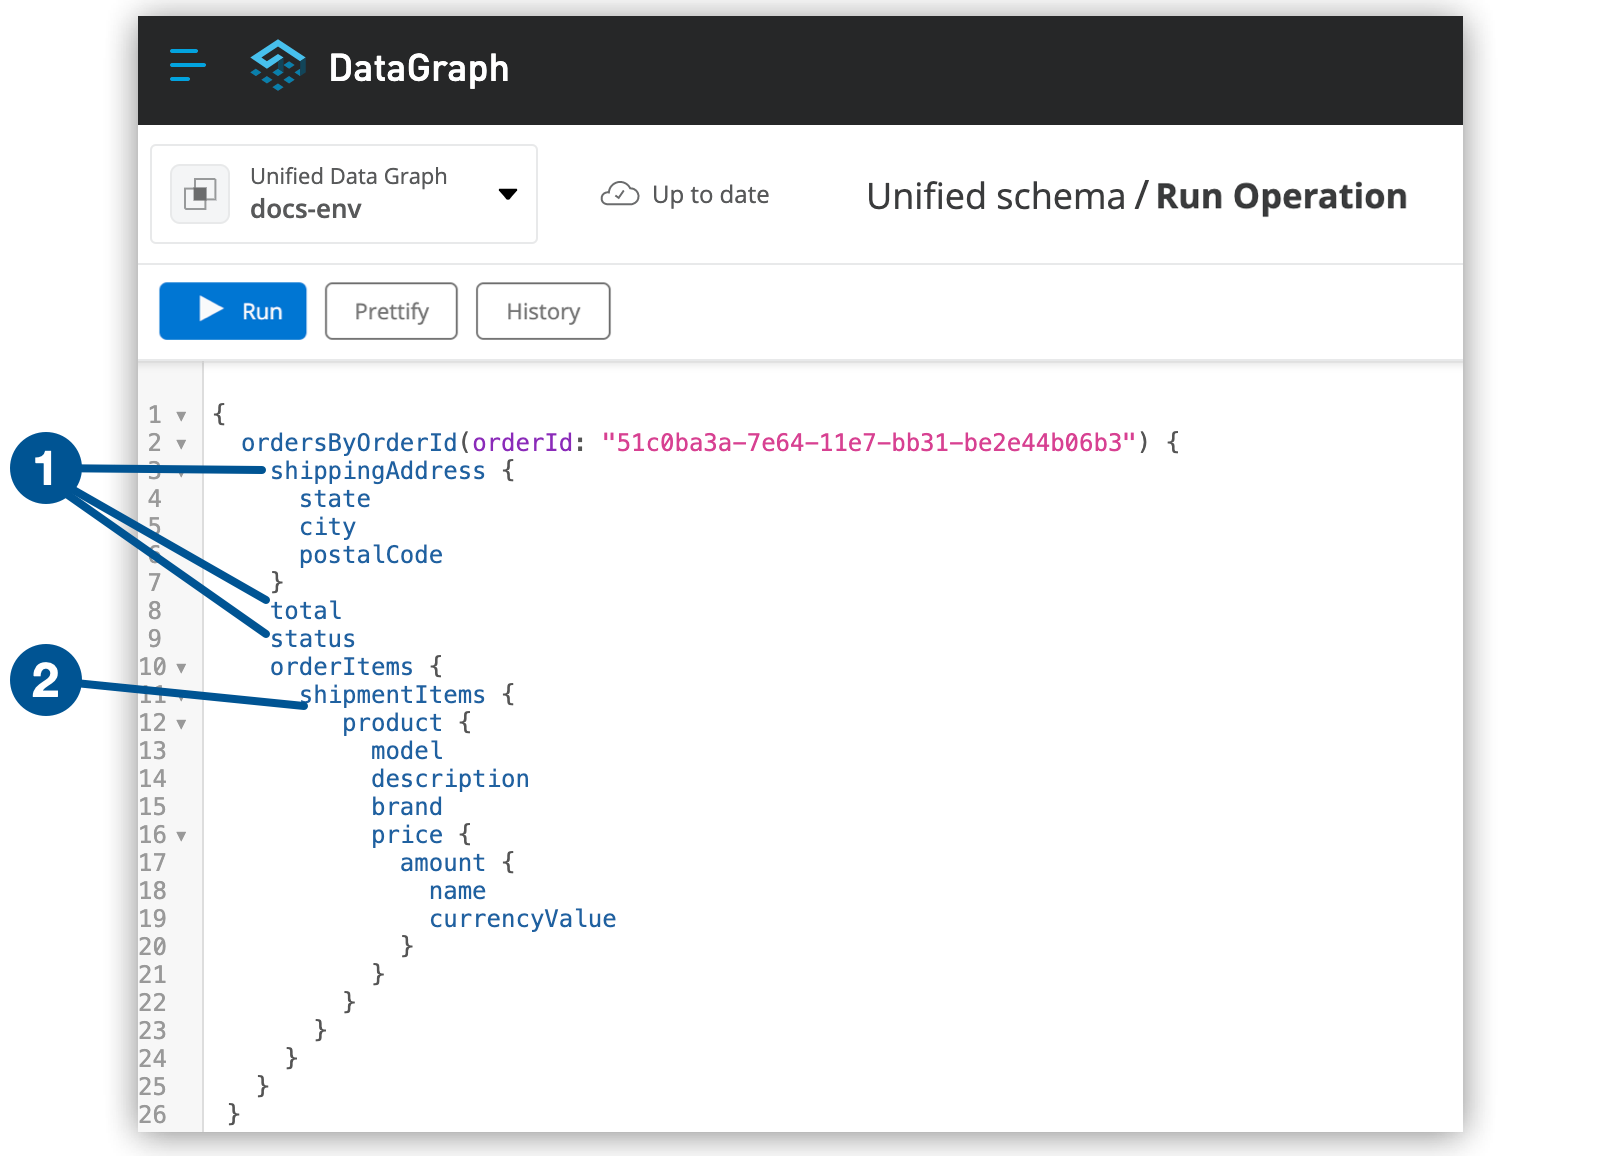 DataGraph
Unified Data Graph
docs-env
Up to date
Unified schema / Run Operation
Run
Prettify
History
1 {
2 ordersByOrderId(orderId: "51c0ba3a-7e64-11e7-bb31-be2e44b06b3") {
1
3 shippingAddress {
4 state
5 city
6 postalCode
7 }
8 total
9 status
10 orderItems {
2
11 shipmentItems {
12 product {
13 model
14 description
15 brand
16 price {
17 amount {
18 name
19 currencyValue
20 }
21 }
22 }
23 }
24 }
25 }
26 }